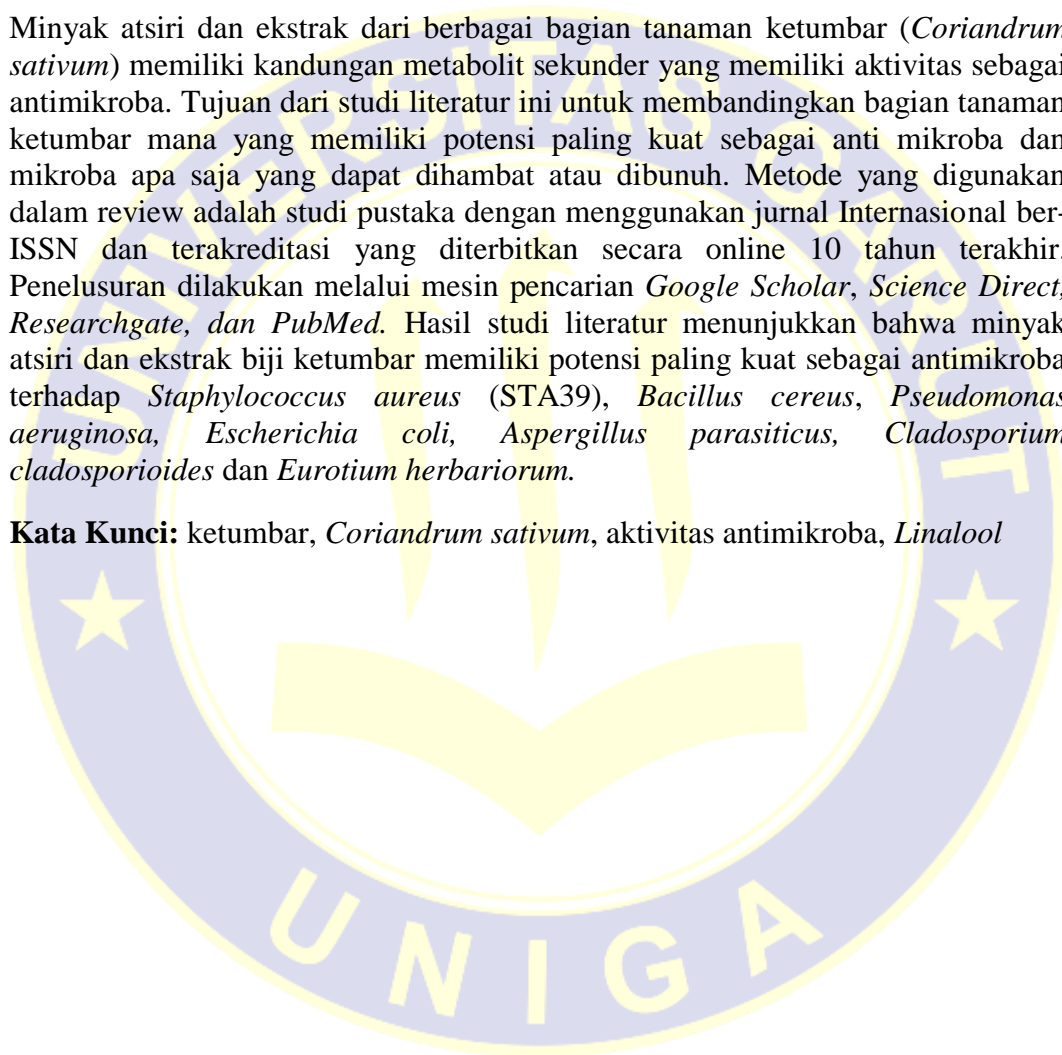 Minyak atsiri dan ekstrak dari berbagai bagian tanaman ketumbar (Coriandrum
sativum) memiliki kandungan metabolit sekunder yang memiliki aktivitas sebagai
antimikroba. Tujuan dari studi literatur ini untuk membandingkan bagian tanaman
ketumbar mana yang memiliki potensi paling kuat sebagai anti mikroba dan
mikroba apa saja yang dapat dihambat atau dibunuh. Metode yang digunakan
dalam review adalah studi pustaka dengan menggunakan jurnal Internasional ber-
ISSN dan terakreditasi yang diterbitkan secara online 10 tahun terakhir.
Penelusuran dilakukan melalui mesin pencarian Google Scholar, Science Direct,
Researchgate, dan PubMed. Hasil studi literatur menunjukkan bahwa minyak
atsiri dan ekstrak biji ketumbar memiliki potensi paling kuat sebagai antimikroba
terhadap Staphylococcus aureus (STA39), Bacillus cereus, Pseudomonas
aeruginosa, Escherichia coli, Aspergillus parasiticus, Cladosporium
cladosporioides dan Eurotium herbariorum.
Kata Kunci: ketumbar, Coriandrum sativum, aktivitas antimikroba, Linalool
UNIVERSITAS GARUT
UNIGA